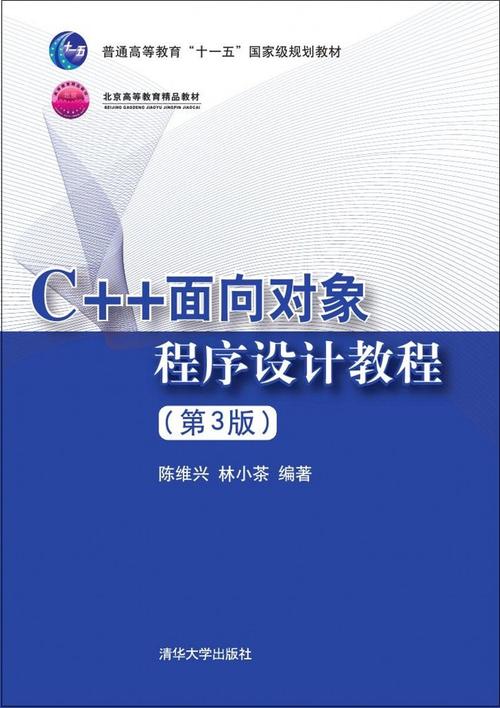 十一五
普通高等教育“十一五”国家级规划教材
北京高等教育精品教材
BEIJING GAODENG JIAOYU JINGPIN JIAOCAI
C++面向对象
程序设计教程
（第3版）
陈维兴 林小茶 编著
清华大学出版社